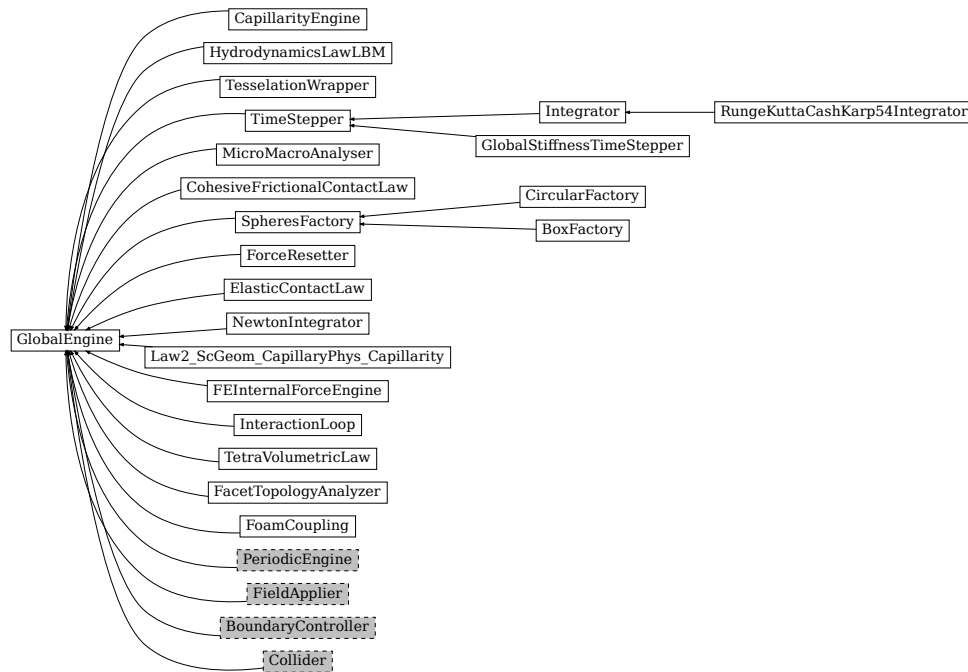 CapillarityEngine
HydrodynamicsLawLBM
TesselationWrapper
TimeStepper
Integrator
RungeKuttaCashKarp54Integrator
GlobalStiffnessTimeStepper
MicroMacroAnalyser
CohesiveFrictionalContactLaw
CircularFactory
SpheresFactory
BoxFactory
ForceResetter
ElasticContactLaw
NewtonIntegrator
GlobalEngine
Law2_ScGeom_CapillaryPhys_Capillarity
FEInternalForceEngine
InteractionLoop
TetraVolumetricLaw
FacetTopologyAnalyzer
FoamCoupling
PeriodicEngine
FieldApplier
BoundaryController
Collider